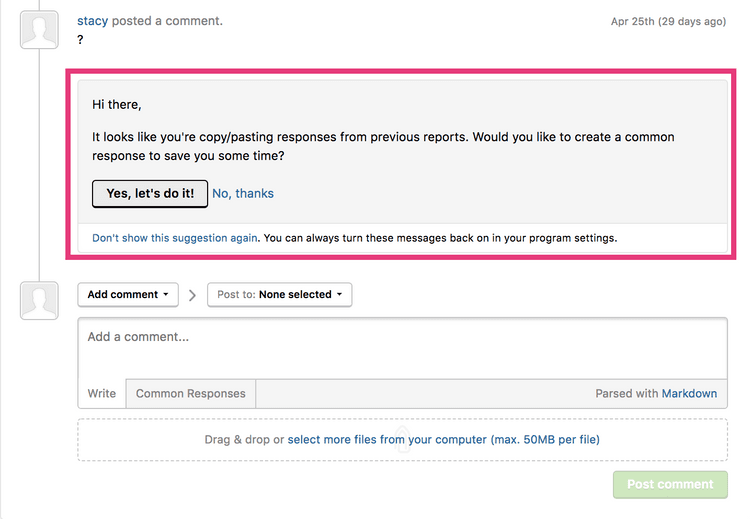 stacy posted a comment. Apr 25th (29 days ago)
?
Hi there,
It looks like you're copy/pasting responses from previous reports. Would you like to create a common
response to save you some time?
Yes, let's do it! No, thanks
Don't show this suggestion again. You can always turn these messages back on in your program settings.
Add comment Post to: None selected
Add a comment...
Write Common Responses Parsed with Markdown
Drag & drop or select more files from your computer (max. 50MB per file)
Post comment